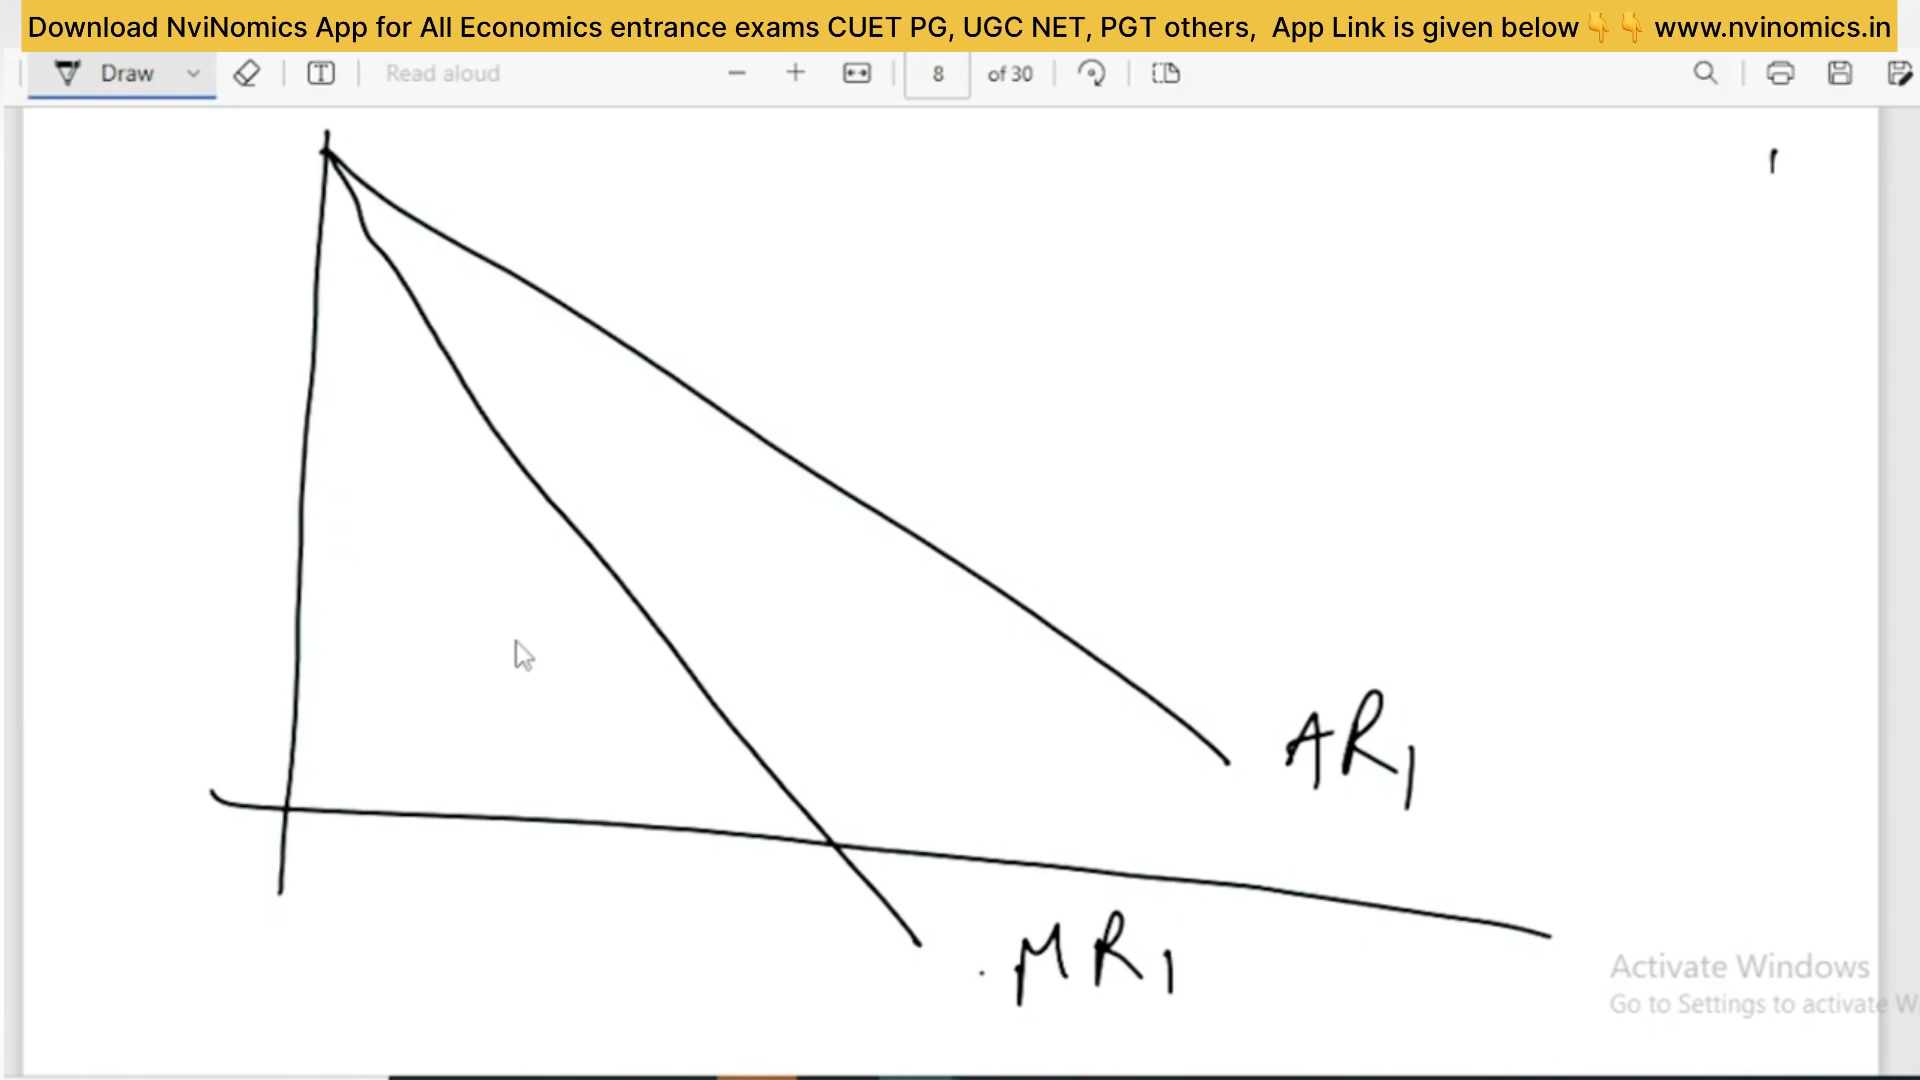 Download NviNomics App for All Economics entrance exams CUET PG, UGC NET, PGT others, App Link is given below👇👇 www.nvinomics.in
Draw T Read aloud − + 8 of 30
AR1
MR1
Activate Windows
Go to Settings to activate W